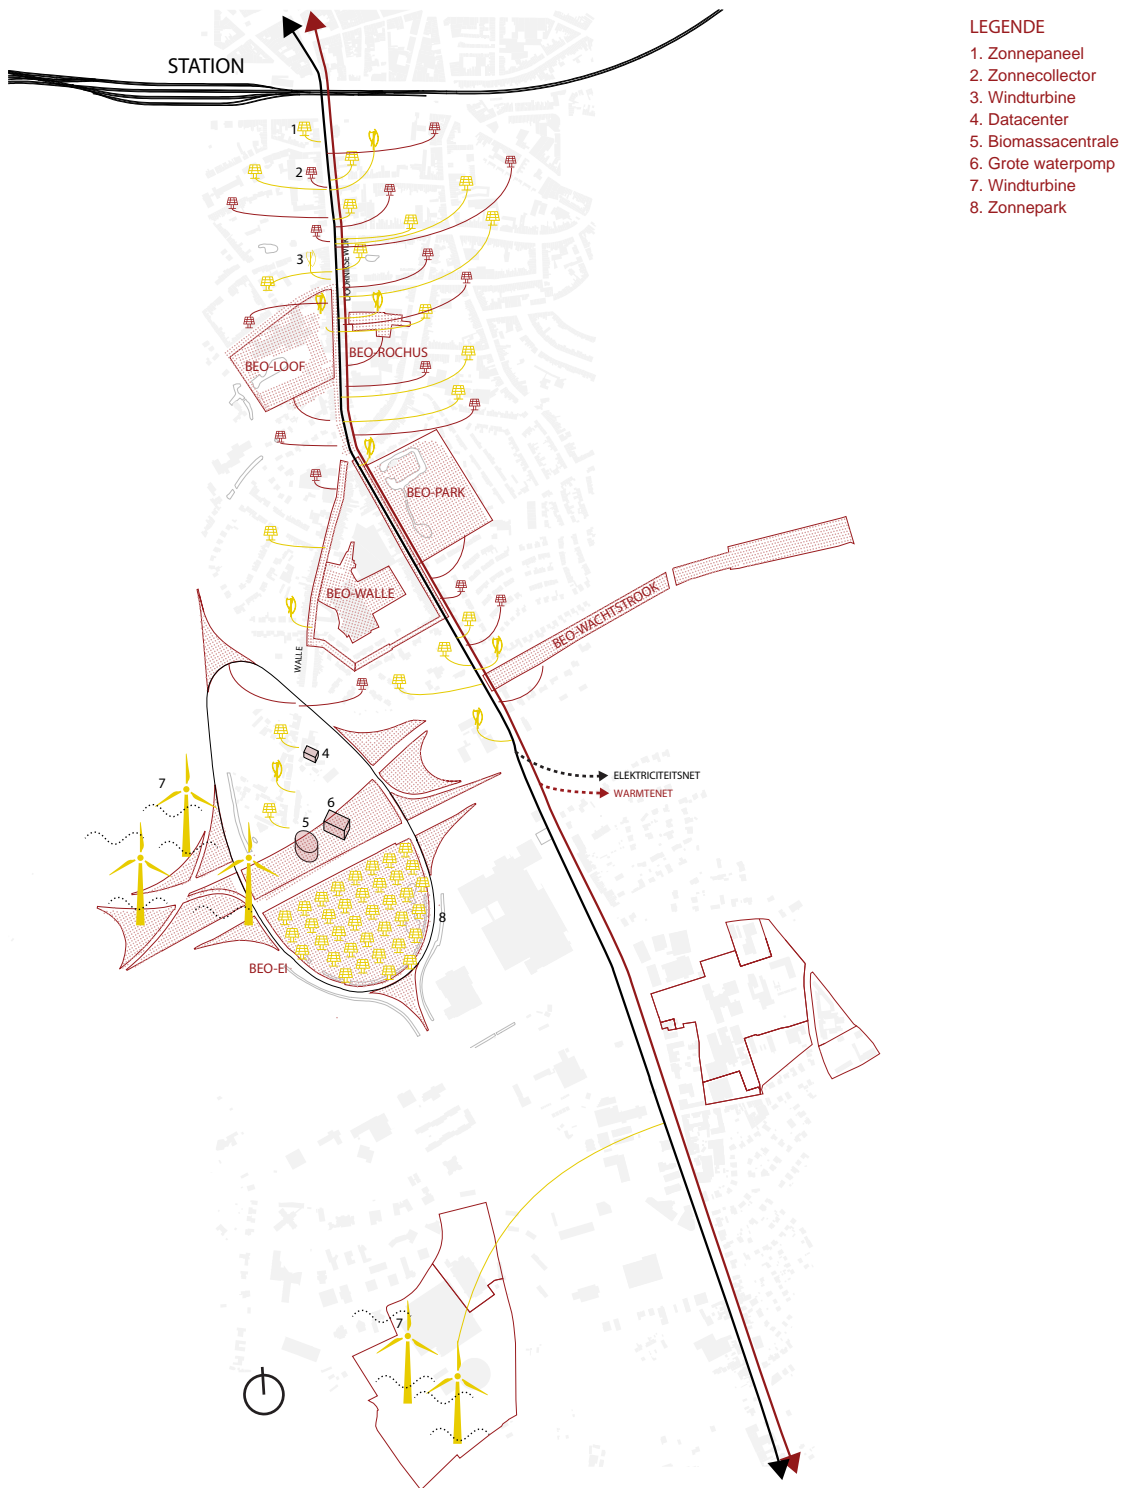 LEGENDE
1. Zonnepaneel
2. Zonnecollector
3. Windturbine
4. Datacenter
5. Biomassacentrale
6. Grote waterpomp
7. Windturbine
8. Zonnepark
STATION
1
2
3
DOORNIKSEWIJK
BEO-ROCHUS
BEO-LOOF
BEO-PARK
BEO-WALLE
BEO-WACHTSTROOK
WALLE
4
ELEKTRICITEITSNET
7
WARMTENET
6
5
8
BEO-EI
7